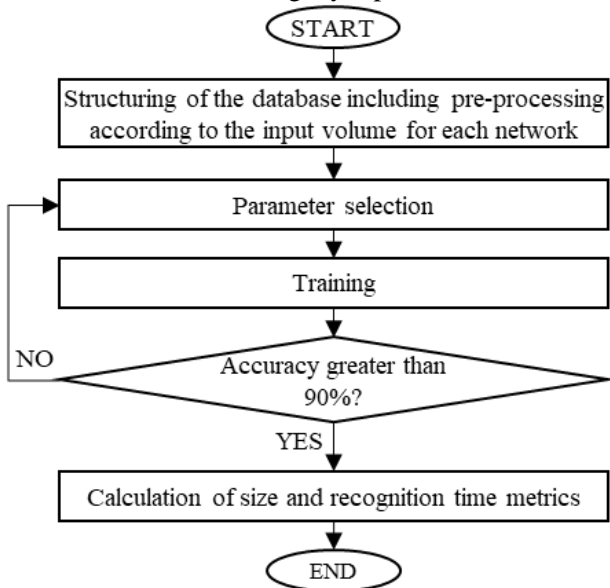 START
Structuring of the database including pre-processing
according to the input volume for each network
Parameter selection
Training
Accuracy greater than
90%?
NO
YES
Calculation of size and recognition time metrics
END